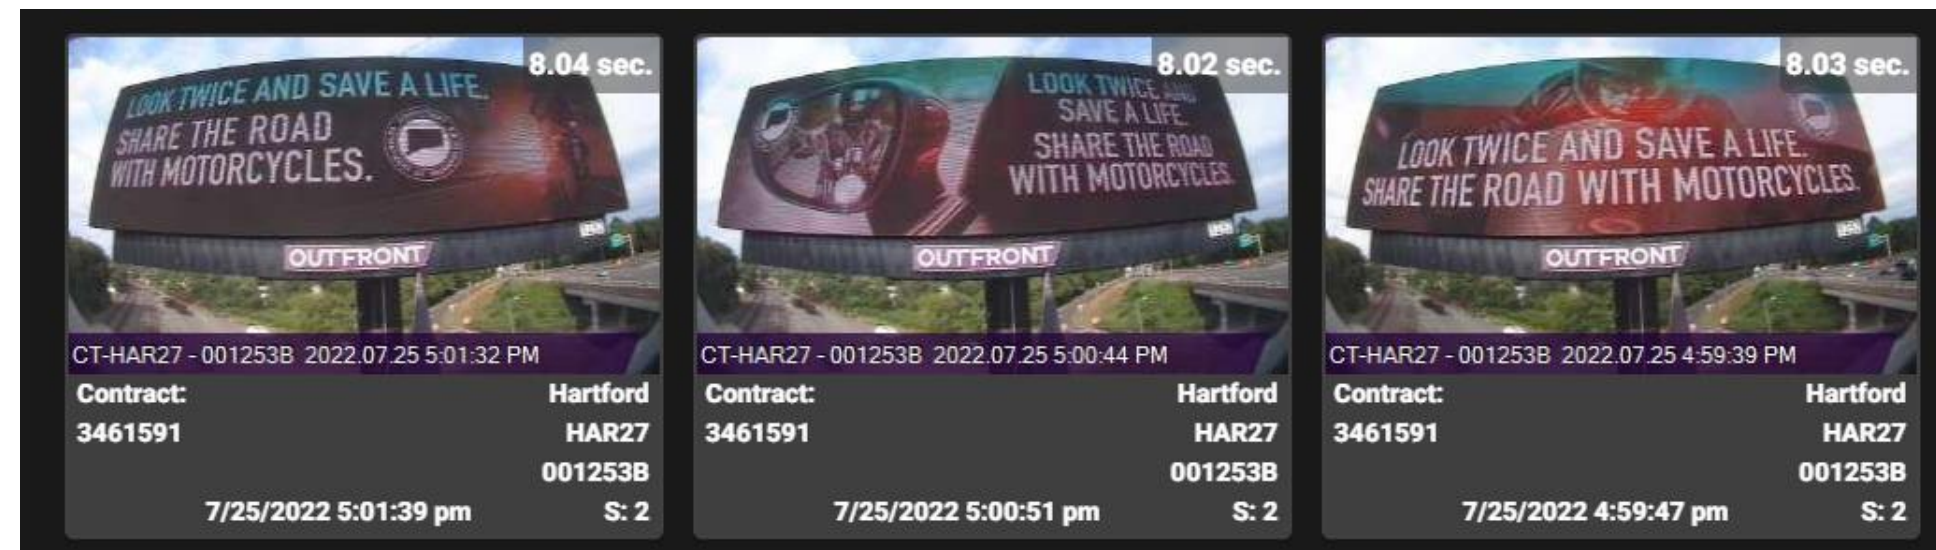 8.04 sec.
LOOK TWICE AND SAVE A LIFE.
SHARE THE ROAD
WITH MOTORCYCLES.
OUTFRONT
CT-HAR27 - 001253B 2022.07.25 5:01:32 PM
Contract: Hartford
3461591 HAR27
001253B
7/25/2022 5:01:39 pm S: 2
8.02 sec.
LOOK TWICE AND
SAVE A LIFE.
SHARE THE ROAD
WITH MOTORCYCLES.
OUTFRONT
CT-HAR27 - 001253B 2022.07.25 5:00:44 PM
Contract: Hartford
3461591 HAR27
001253B
7/25/2022 5:00:51 pm S: 2
8.03 sec.
LOOK TWICE AND SAVE A LIFE.
SHARE THE ROAD WITH MOTORCYCLES.
OUTFRONT
CT-HAR27 - 001253B 2022.07.25 4:59:39 PM
Contract: Hartford
3461591 HAR27
001253B
7/25/2022 4:59:47 pm S: 2